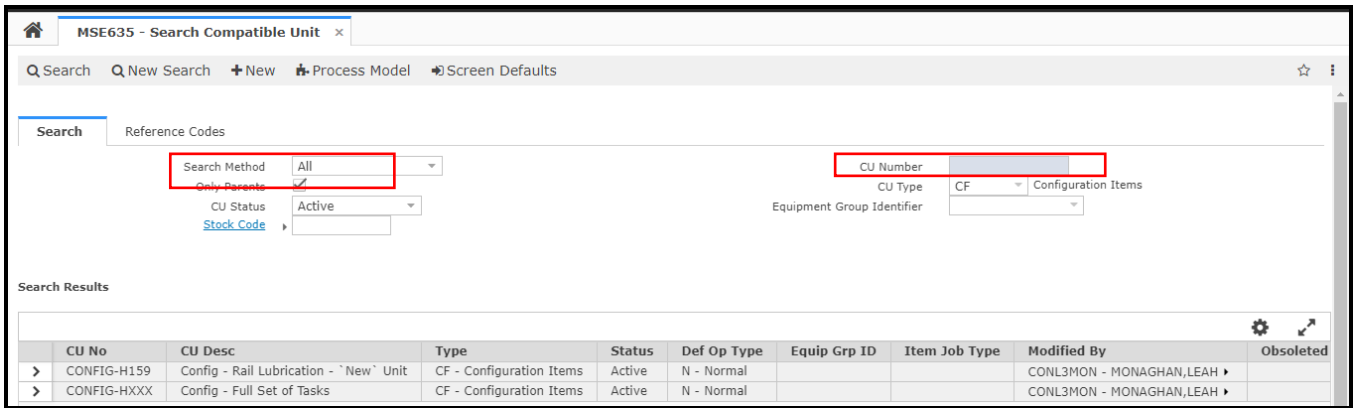 MSE635 - Search Compatible Unit ×
Search New Search New Process Model Screen Defaults
Search Reference Codes
Search Method All CU Number
Only Parents CU Type CF Configuration Items
CU Status Active Equipment Group Identifier
Stock Code
Search Results
CU No CU Desc Type Status Def Op Type Equip Grp ID Item Job Type Modified By Obsoleted
CONFIG-H159 Config - Rail Lubrication - `New` Unit CF - Configuration Items Active N - Normal CONL3MON - MONAGHAN,LEAH
CONFIG-HXXX Config - Full Set of Tasks CF - Configuration Items Active N - Normal CONL3MON - MONAGHAN,LEAH